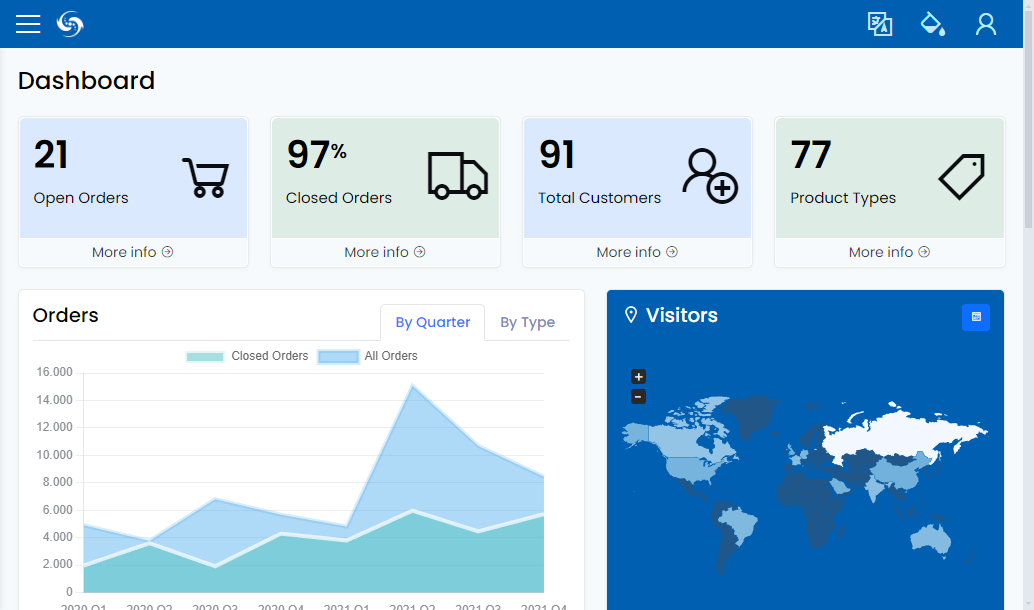 Dashboard
21
Open Orders
More info
97%
Closed Orders
More info
91
Total Customers
More info
77
Product Types
More info
Orders
By Quarter
By Type
Closed Orders
All Orders
16.000
14.000
12.000
10.000
8.000
6.000
4.000
2.000
0
2020 Q1 2020 Q2 2020 Q3 2020 Q4 2021 Q1 2021 Q2 2021 Q3 2021 Q4
Visitors
+
−